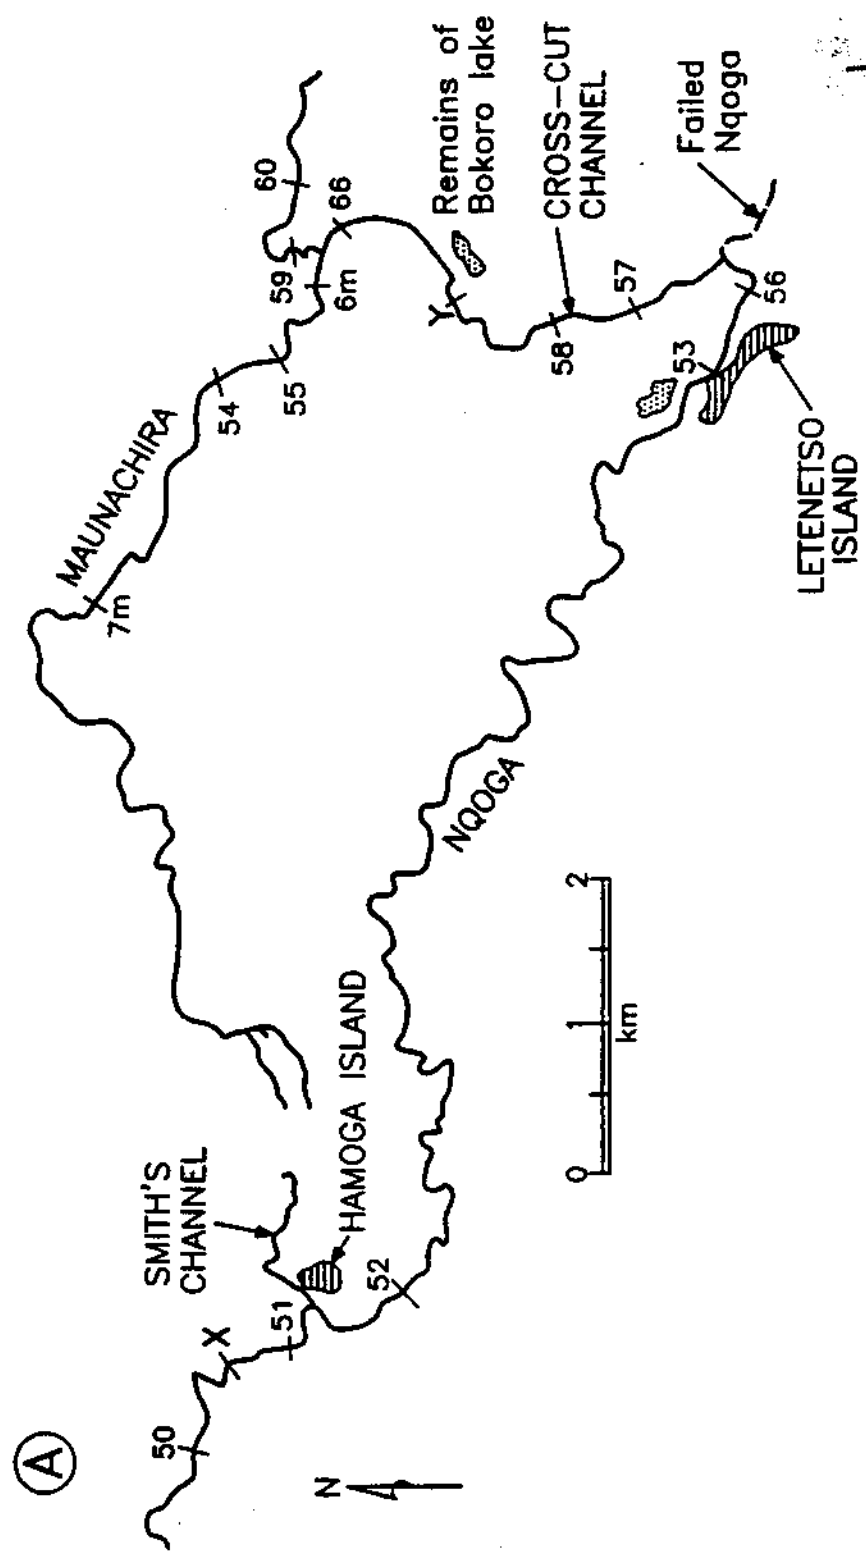 A
N
50
X
51
52
SMITH'S
CHANNEL
HAMOGA ISLAND
0
1
2
km
MAUNACHIRA
7m
54
55
6m
59
60
66
NQOGA
Y
Remains of
Bokoro lake
CROSS-CUT
CHANNEL
58
57
53
56
Failed
Nqoga
LETENETSO
ISLAND